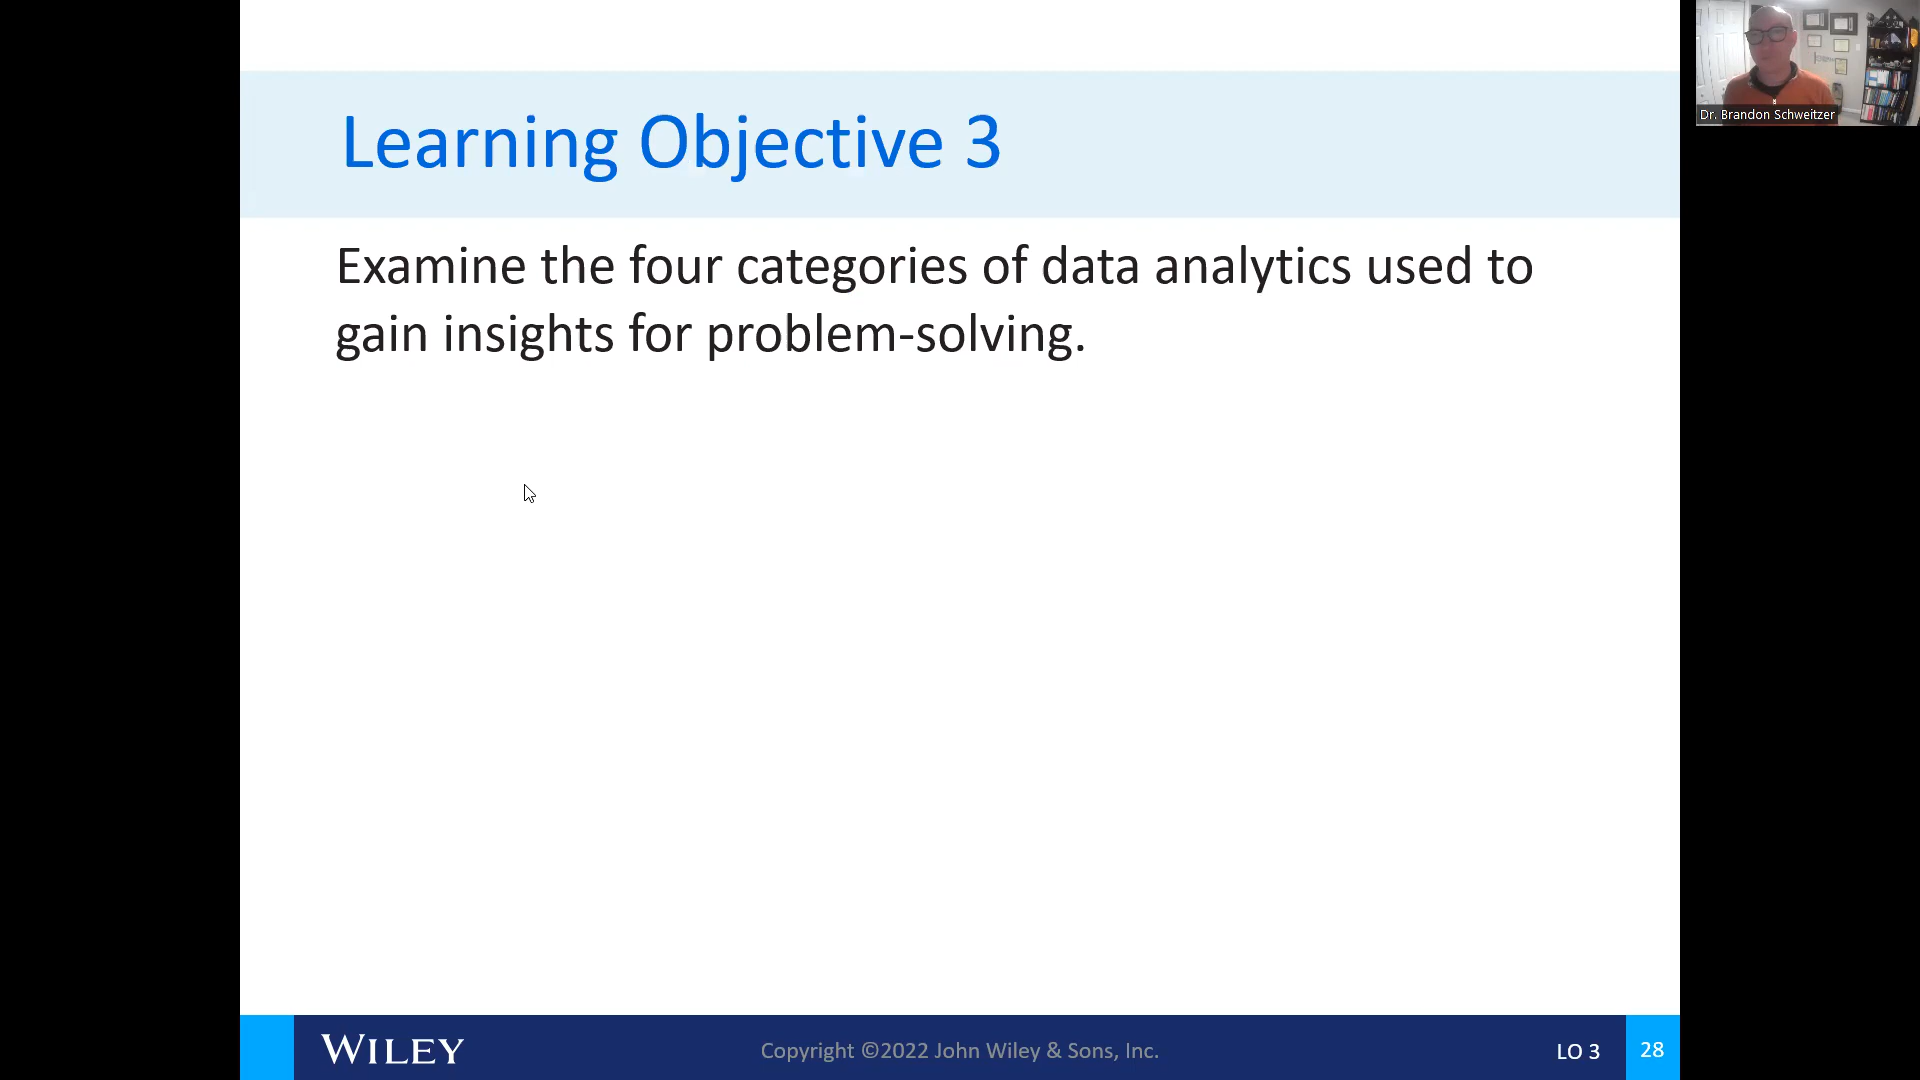 Learning Objective 3
Dr. Brandon Schweitzer
Examine the four categories of data analytics used to
gain insights for problem-solving.
WILEY
Copyright ©2022 John Wiley & Sons, Inc.
LO 3
28